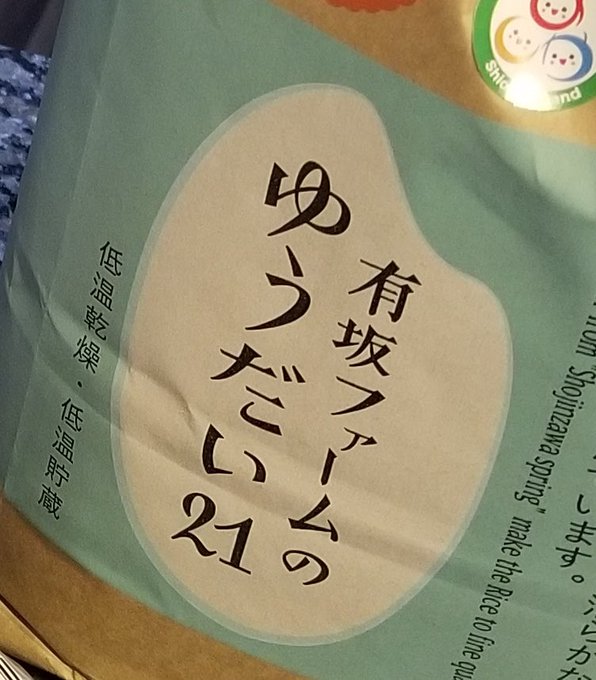 有坂ファームの
ゆうだい21
低温乾燥・低温貯蔵
from "Shojinzawa spring" make the Rice to fine
します。